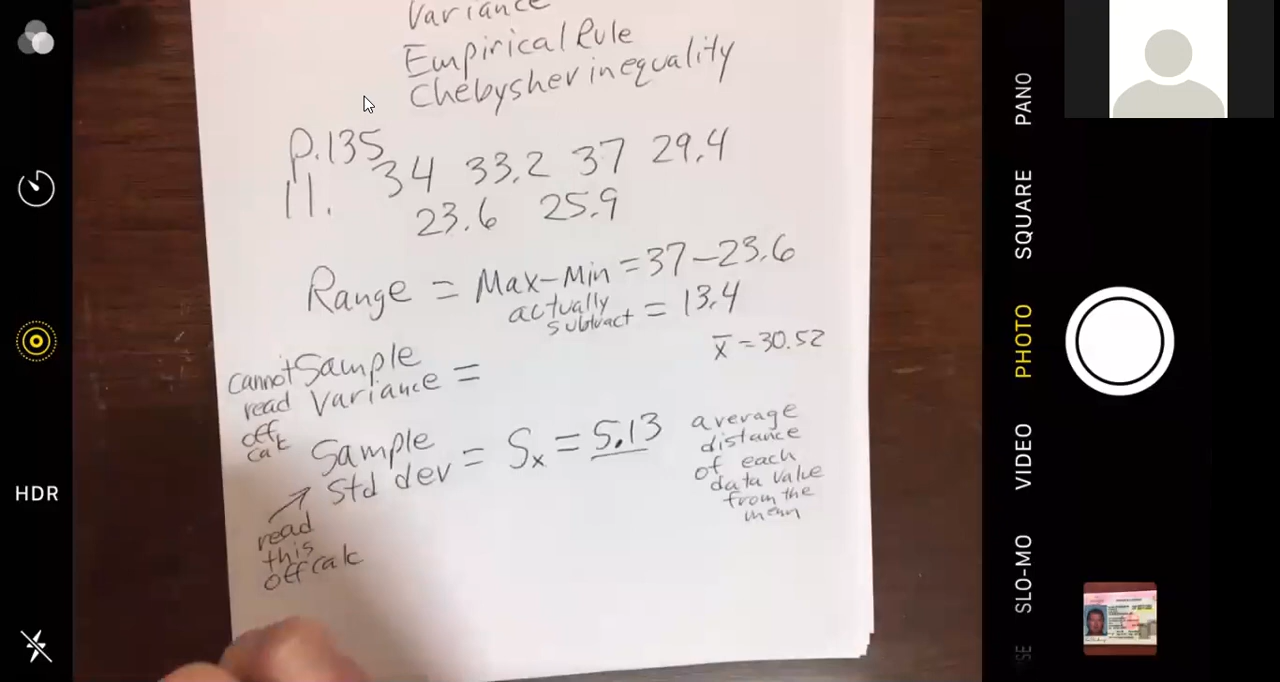 Variance
Empirical Rule
Chebyshev inequality
p.135
11.
34 33.2 37 29.4
23.6 25.9
Range = Max-Min = 37-23.6
actually
subtract = 13.4
x̄ = 30.52
cannot
read
off
calc
Sample
Variance =
Sample
Std dev = Sx = 5.13
average
distance
of each
data value
from the
mean
read
this
off calc
HDR
PANO
SQUARE
PHOTO
VIDEO
SLO-MO
SE